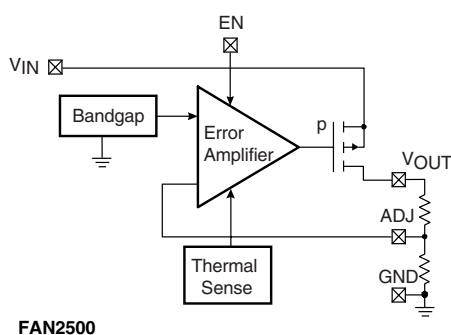 EN
VIN
Bandgap
Error
Amplifier
p
VOUT
ADJ
Thermal
Sense
GND
FAN2500